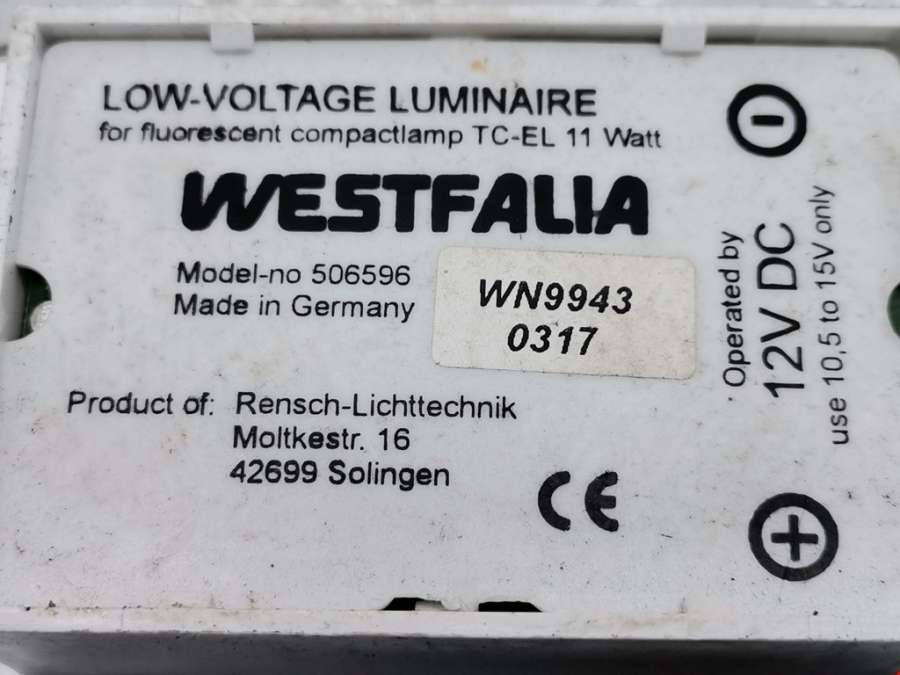 LOW-VOLTAGE LUMINAIRE
for fluorescent compactlamp TC-EL 11 Watt
WESTFALIA
Model-no 506596
Made in Germany
WN9943
0317
Product of: Rensch-Lichttechnik
Moltkestr. 16
42699 Solingen
CE
-
Operated by
12V DC
use 10,5 to 15V only
+